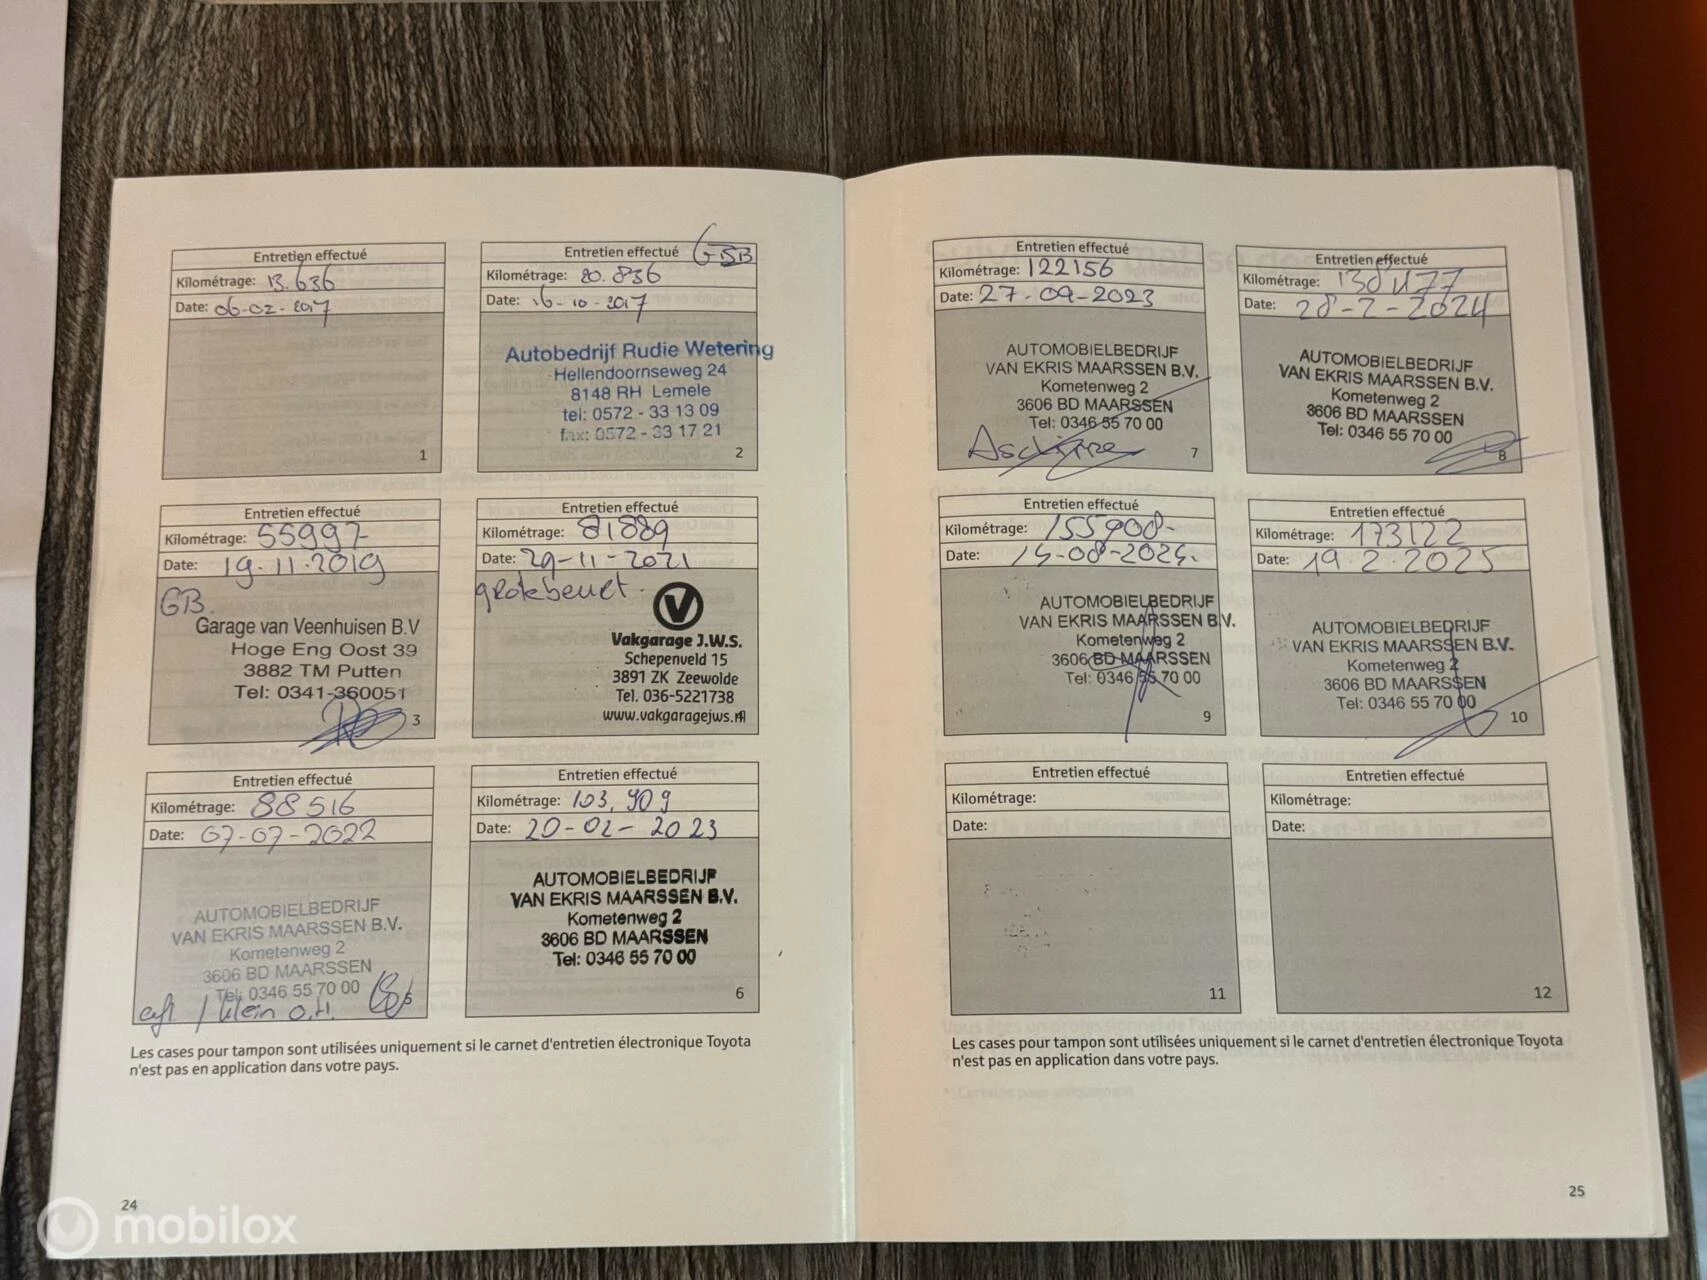 Entretien effectué
Kilométrage: 13.636
Date: 06-02-2017
1
Entretien effectué
Kilométrage: 20.836
Date: 16-10-2017
Autobedrijf Rudie Wetering
Hellendoornseweg 24
8148 RH Lemele
tel: 0572 - 33 13 09
fax: 0572 - 33 17 21
2
Entretien effectué
Kilométrage: 55997
Date: 19-11-2019
GB.
Garage van Veenhuisen B.V
Hoge Eng Oost 39
3882 TM Putten
Tel: 0341-360051
3
Entretien effectué
Kilométrage: 81889
Date: 29-11-2021
grote beurt
Vakgarage J.W.S.
Schepenveld 15
3891 ZK Zeewolde
Tel. 036-5221738
www.vakgaragejws.nl
Entretien effectué
Kilométrage: 88516
Date: 07-07-2022
AUTOMOBIELBEDRIJF
VAN EKRIS MAARSSEN B.V.
Kometenweg 2
3606 BD MAARSSEN
Tel: 0346 55 70 00
/ klein o.H.
5
Entretien effectué
Kilométrage: 103.909
Date: 20-02-2023
AUTOMOBIELBEDRIJF
VAN EKRIS MAARSSEN B.V.
Kometenweg 2
3606 BD MAARSSEN
Tel: 0346 55 70 00
6
Les cases pour tampon sont utilisées uniquement si le carnet d'entretien électronique Toyota
n'est pas en application dans votre pays.
24
Entretien effectué
Kilométrage: 122156
Date: 27-09-2023
AUTOMOBIELBEDRIJF
VAN EKRIS MAARSSEN B.V.
Kometenweg 2
3606 BD MAARSSEN
Tel: 0346 55 70 00
7
Entretien effectué
Kilométrage:
Date: 28-2-2024
AUTOMOBIELBEDRIJF
VAN EKRIS MAARSSEN B.V.
Kometenweg 2
3606 BD MAARSSEN
Tel: 0346 55 70 00
8
Entretien effectué
Kilométrage: 155908-
Date:
AUTOMOBIELBEDRIJF
VAN EKRIS MAARSSEN B.V.
Kometenweg 2
3606 BD MAARSSEN
Tel: 0346 55 70 00
9
Entretien effectué
Kilométrage: 173122
Date: 19-2-2025
AUTOMOBIELBEDRIJF
VAN EKRIS MAARSSEN B.V.
Kometenweg 2
3606 BD MAARSSEN
Tel: 0346 55 70 00
10
Entretien effectué
Kilométrage:
Date:
11
Entretien effectué
Kilométrage:
Date:
12
Les cases pour tampon sont utilisées uniquement si le carnet d'entretien électronique Toyota
n'est pas en application dans votre pays.
25
mobilox